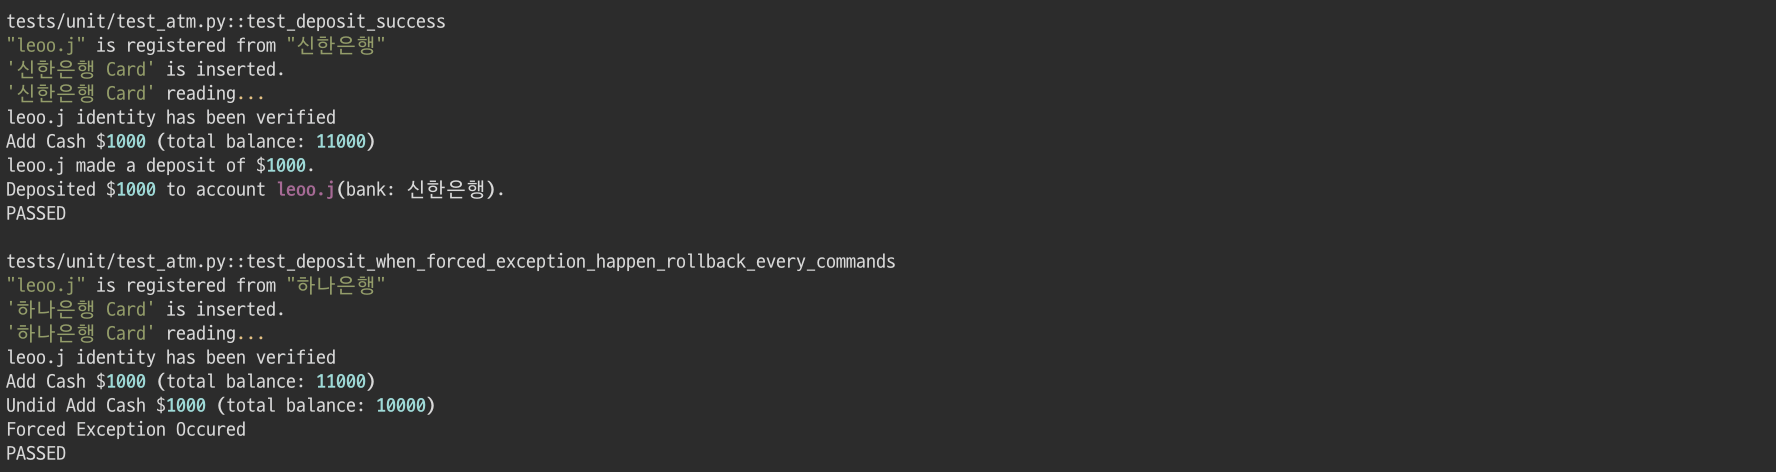 tests/unit/test_atm.py::test_deposit_success
"leoo.j" is registered from "신한은행"
'신한은행 Card' is inserted.
'신한은행 Card' reading...
leoo.j identity has been verified
Add Cash $1000 (total balance: 11000)
leoo.j made a deposit of $1000.
Deposited $1000 to account leoo.j(bank: 신한은행).
PASSED
tests/unit/test_atm.py::test_deposit_when_forced_exception_happen_rollback_every_commands
"leoo.j" is registered from "하나은행"
'하나은행 Card' is inserted.
'하나은행 Card' reading...
leoo.j identity has been verified
Add Cash $1000 (total balance: 11000)
Undid Add Cash $1000 (total balance: 10000)
Forced Exception Occured
PASSED